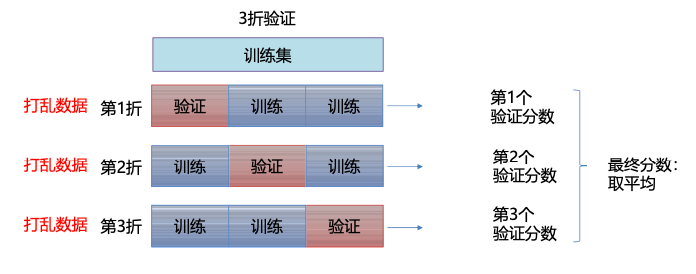 3折验证
训练集
打乱数据 第1折 验证 训练 训练 第1个
验证分数
打乱数据 第2折 训练 验证 训练 第2个
验证分数
最终分数：
取平均
打乱数据 第3折 训练 训练 验证 第3个
验证分数